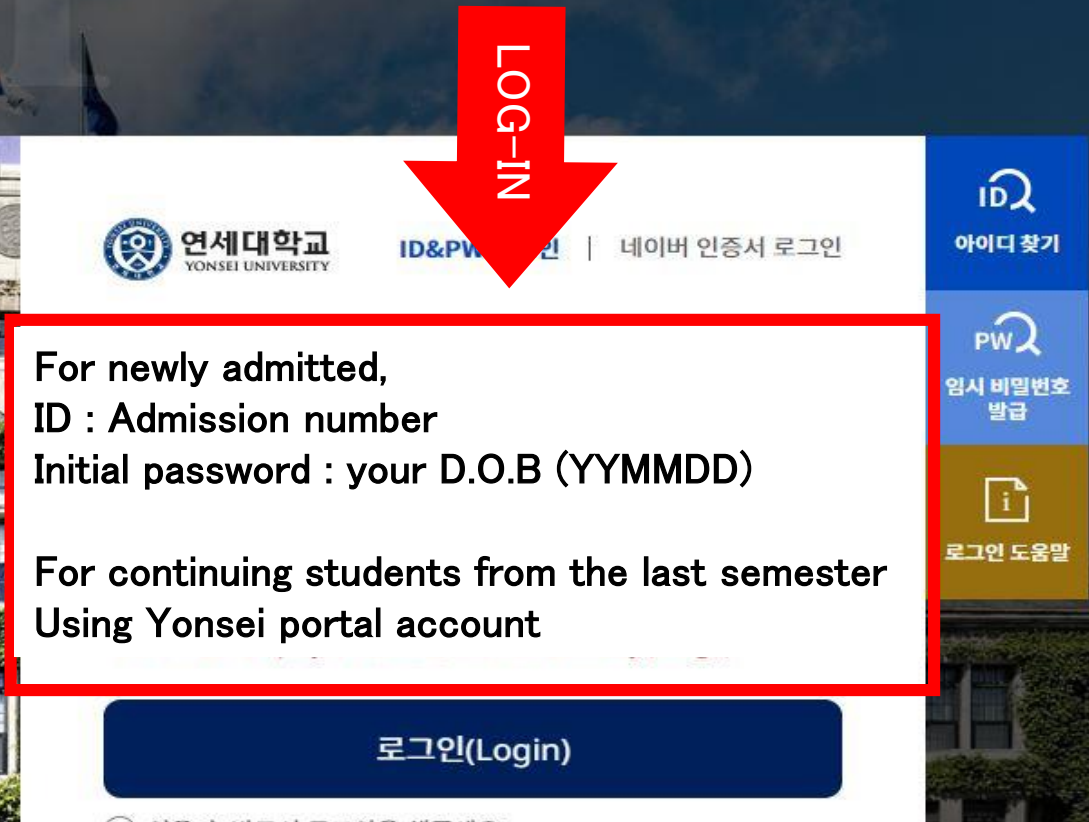 LOG-IN
연세대학교
YONSEI UNIVERSITY
ID&PW
인
네이버 인증서 로그인
ID
아이디 찾기
PW
임시 비밀번호
발급
i
로그인 도움말
For newly admitted,
ID : Admission number
Initial password : your D.O.B (YYMMDD)
For continuing students from the last semester
Using Yonsei portal account
로그인(Login)